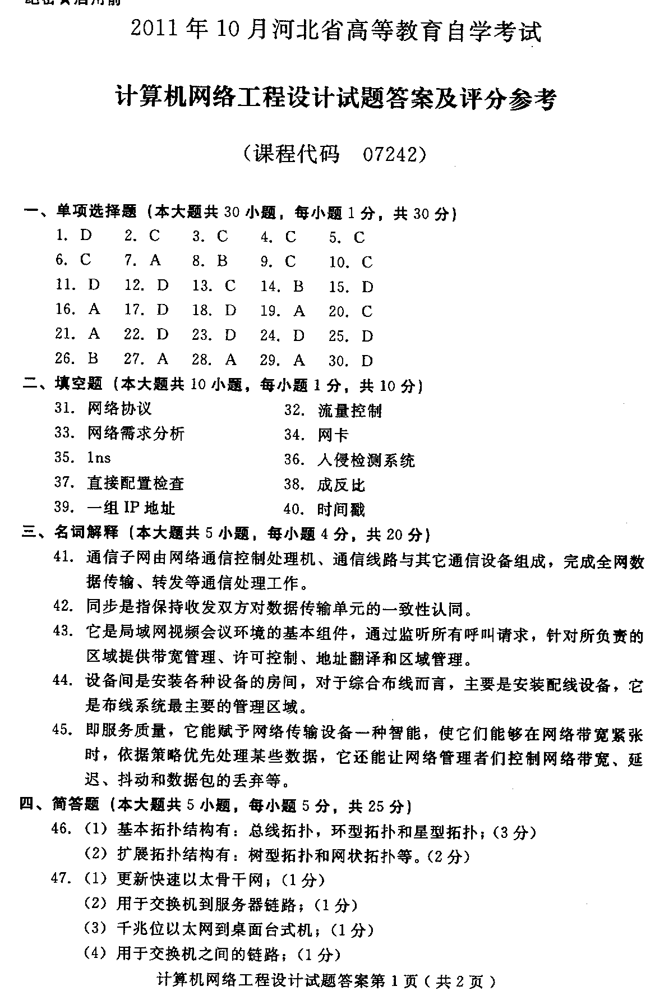 2011 年 10 月河北省高等教育自学考试
计算机网络工程设计试题答案及评分参考
(课程代码 07242)
一、单项选择题 (本大题共 30 小题，每小题 1 分，共 30 分)
1. D 2. C 3. C 4. C 5. C
6. C 7. A 8. B 9. C 10. C
11. D 12. D 13. C 14. B 15. D
16. A 17. D 18. D 19. A 20. C
21. A 22. D 23. D 24. D 25. D
26. B 27. A 28. A 29. A 30. D
二、填空题 (本大题共 10 小题，每小题 1 分，共 10 分)
31. 网络协议 32. 流量控制
33. 网络需求分析 34. 网卡
35. 1ns 36. 入侵检测系统
37. 直接配置检查 38. 成反比
39. 一组 IP 地址 40. 时间戳
三、名词解释 (本大题共 5 小题，每小题 4 分，共 20 分)
41. 通信子网由网络通信控制处理机、通信线路与其它通信设备组成，完成全网数
据传输、转发等通信处理工作。
42. 同步是指保持收发双方对数据传输单元的一致性认同。
43. 它是局域网视频会议环境的基本组件，通过监听所有呼叫请求，针对所负责的
区域提供带宽管理、许可控制、地址翻译和区域管理。
44. 设备间是安装各种设备的房间，对于综合布线而言，主要是安装配线设备，它
是布线系统最主要的管理区域。
45. 即服务质量，它能赋予网络传输设备一种智能，使它们能够在网络带宽紧张
时，依据策略优先处理某些数据，它还能让网络管理者们控制网络带宽、延
迟、抖动和数据包的丢弃等。
四、简答题 (本大题共 5 小题，每小题 5 分，共 25 分)
46. (1) 基本拓扑结构有：总线拓扑，环型拓扑和星型拓扑；(3 分)
(2) 扩展拓扑结构有：树型拓扑和网状拓扑等。(2 分)
47. (1) 更新快速以太骨干网；(1 分)
(2) 用于交换机到服务器链路；(1 分)
(3) 千兆位以太网到桌面台式机；(1 分)
(4) 用于交换机之间的链路；(1 分)
计算机网络工程设计试题答案第 1 页 ( 共 2 页 )